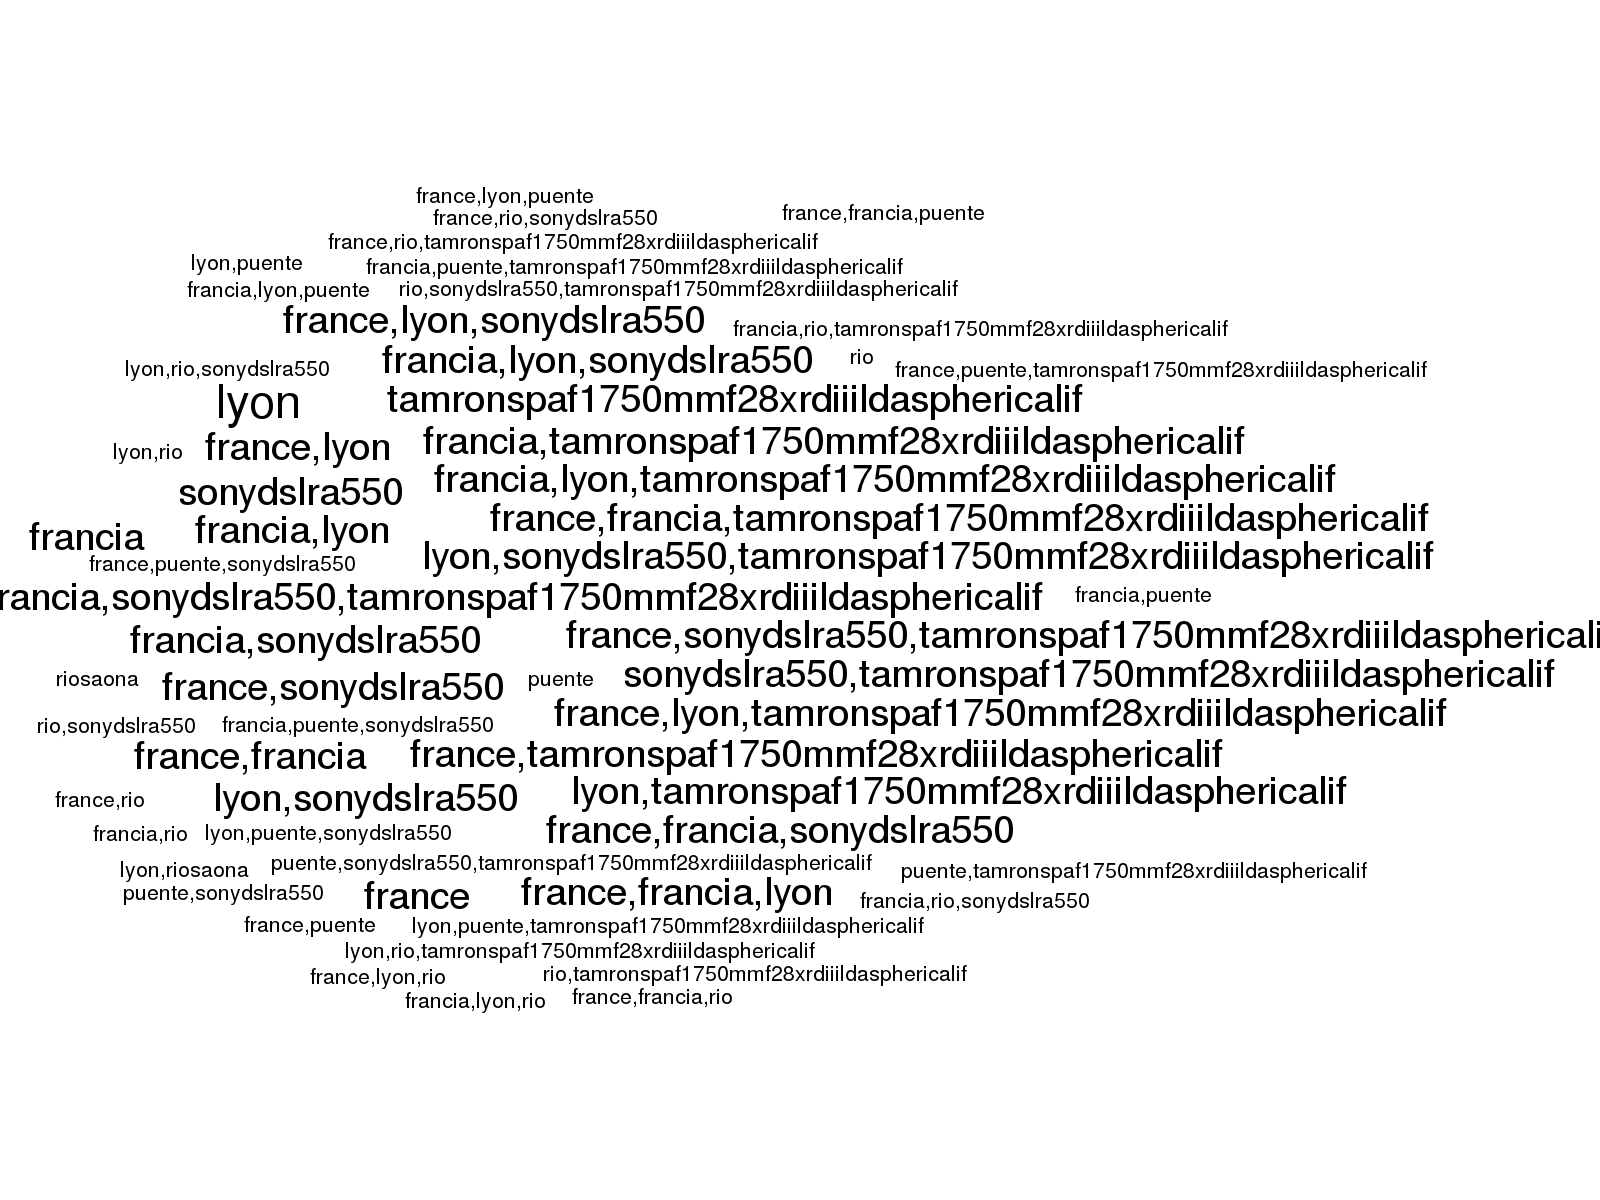 france,lyon,puente
france,rio,sonydslra550
france,francia,puente
france,rio,tamronspaf1750mmf28xrdiiildasphericalif
lyon,puente
francia,puente,tamronspaf1750mmf28xrdiiildasphericalif
francia,lyon,puente
rio,sonydslra550,tamronspaf1750mmf28xrdiiildasphericalif
france,lyon,sonydslra550
francia,rio,tamronspaf1750mmf28xrdiiildasphericalif
lyon,rio,sonydslra550
francia,lyon,sonydslra550
rio
france,puente,tamronspaf1750mmf28xrdiiildasphericalif
lyon
tamronspaf1750mmf28xrdiiildasphericalif
lyon,rio
france,lyon
francia,tamronspaf1750mmf28xrdiiildasphericalif
francia,lyon,tamronspaf1750mmf28xrdiiildasphericalif
sonydslra550
france,francia,tamronspaf1750mmf28xrdiiildasphericalif
francia
francia,lyon
lyon,sonydslra550,tamronspaf1750mmf28xrdiiildasphericalif
france,puente,sonydslra550
rancia,sonydslra550,tamronspaf1750mmf28xrdiiildasphericalif
francia,puente
francia,sonydslra550
france,sonydslra550,tamronspaf1750mmf28xrdiiildasphericali
riosaona
france,sonydslra550
puente
sonydslra550,tamronspaf1750mmf28xrdiiildasphericalif
rio,sonydslra550
francia,puente,sonydslra550
france,lyon,tamronspaf1750mmf28xrdiiildasphericalif
france,francia
france,tamronspaf1750mmf28xrdiiildasphericalif
france,rio
lyon,sonydslra550
lyon,tamronspaf1750mmf28xrdiiildasphericalif
francia,rio
lyon,puente,sonydslra550
france,francia,sonydslra550
lyon,riosaona
puente,sonydslra550,tamronspaf1750mmf28xrdiiildasphericalif
puente,tamronspaf1750mmf28xrdiiildasphericalif
puente,sonydslra550
france
france,francia,lyon
francia,rio,sonydslra550
france,puente
lyon,puente,tamronspaf1750mmf28xrdiiildasphericalif
lyon,rio,tamronspaf1750mmf28xrdiiildasphericalif
france,lyon,rio
rio,tamronspaf1750mmf28xrdiiildasphericalif
francia,lyon,rio
france,francia,rio